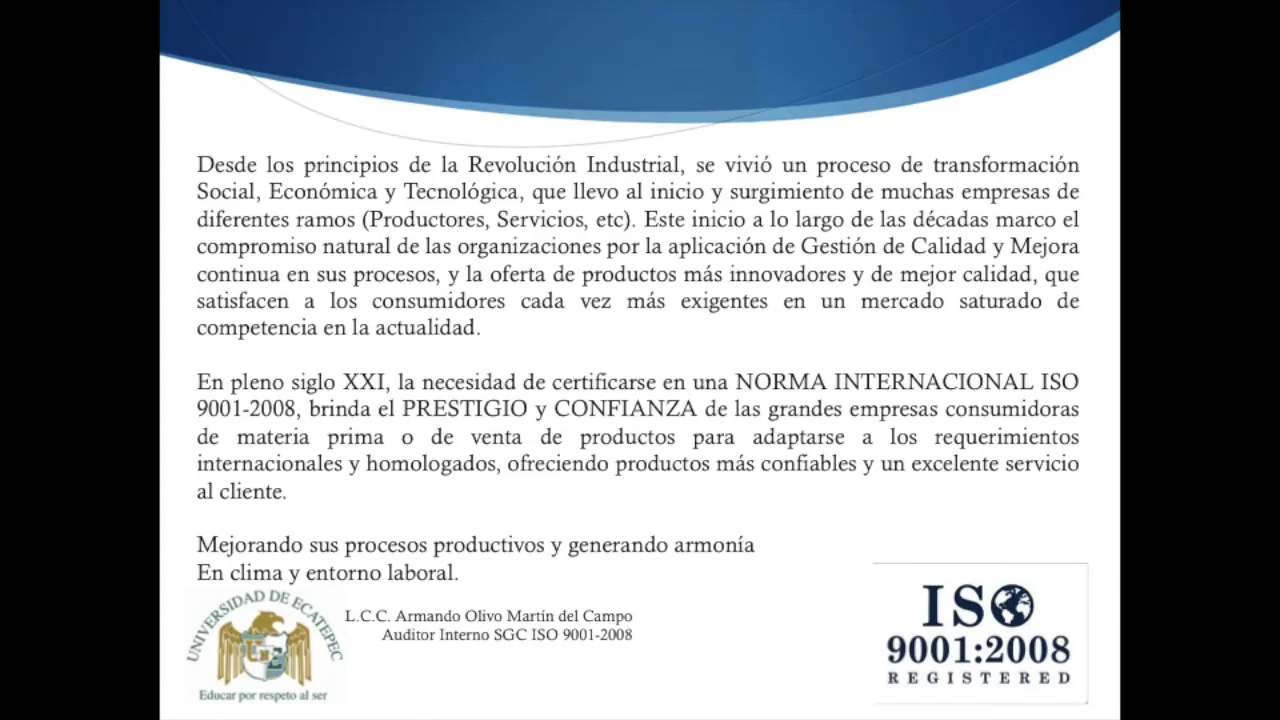 Desde los principios de la Revolución Industrial, se vivió un proceso de transformación
Social, Económica y Tecnológica, que llevo al inicio y surgimiento de muchas empresas de
diferentes ramos (Productores, Servicios, etc). Este inicio a lo largo de las décadas marco el
compromiso natural de las organizaciones por la aplicación de Gestión de Calidad y Mejora
continua en sus procesos, y la oferta de productos más innovadores y de mejor calidad, que
satisfacen a los consumidores cada vez más exigentes en un mercado saturado de
competencia en la actualidad.
En pleno siglo XXI, la necesidad de certificarse en una NORMA INTERNACIONAL ISO
9001-2008, brinda el PRESTIGIO y CONFIANZA de las grandes empresas consumidoras
de materia prima o de venta de productos para adaptarse a los requerimientos
internacionales y homologados, ofreciendo productos más confiables y un excelente servicio
al cliente.
Mejorando sus procesos productivos y generando armonía
En clima y entorno laboral.
L.C.C. Armando Olivo Martín del Campo
Auditor Interno SGC ISO 9001-2008
UNIVERSIDAD DE ECATEPEC
Educar por respeto al ser
ISO
9001:2008
REGISTERED